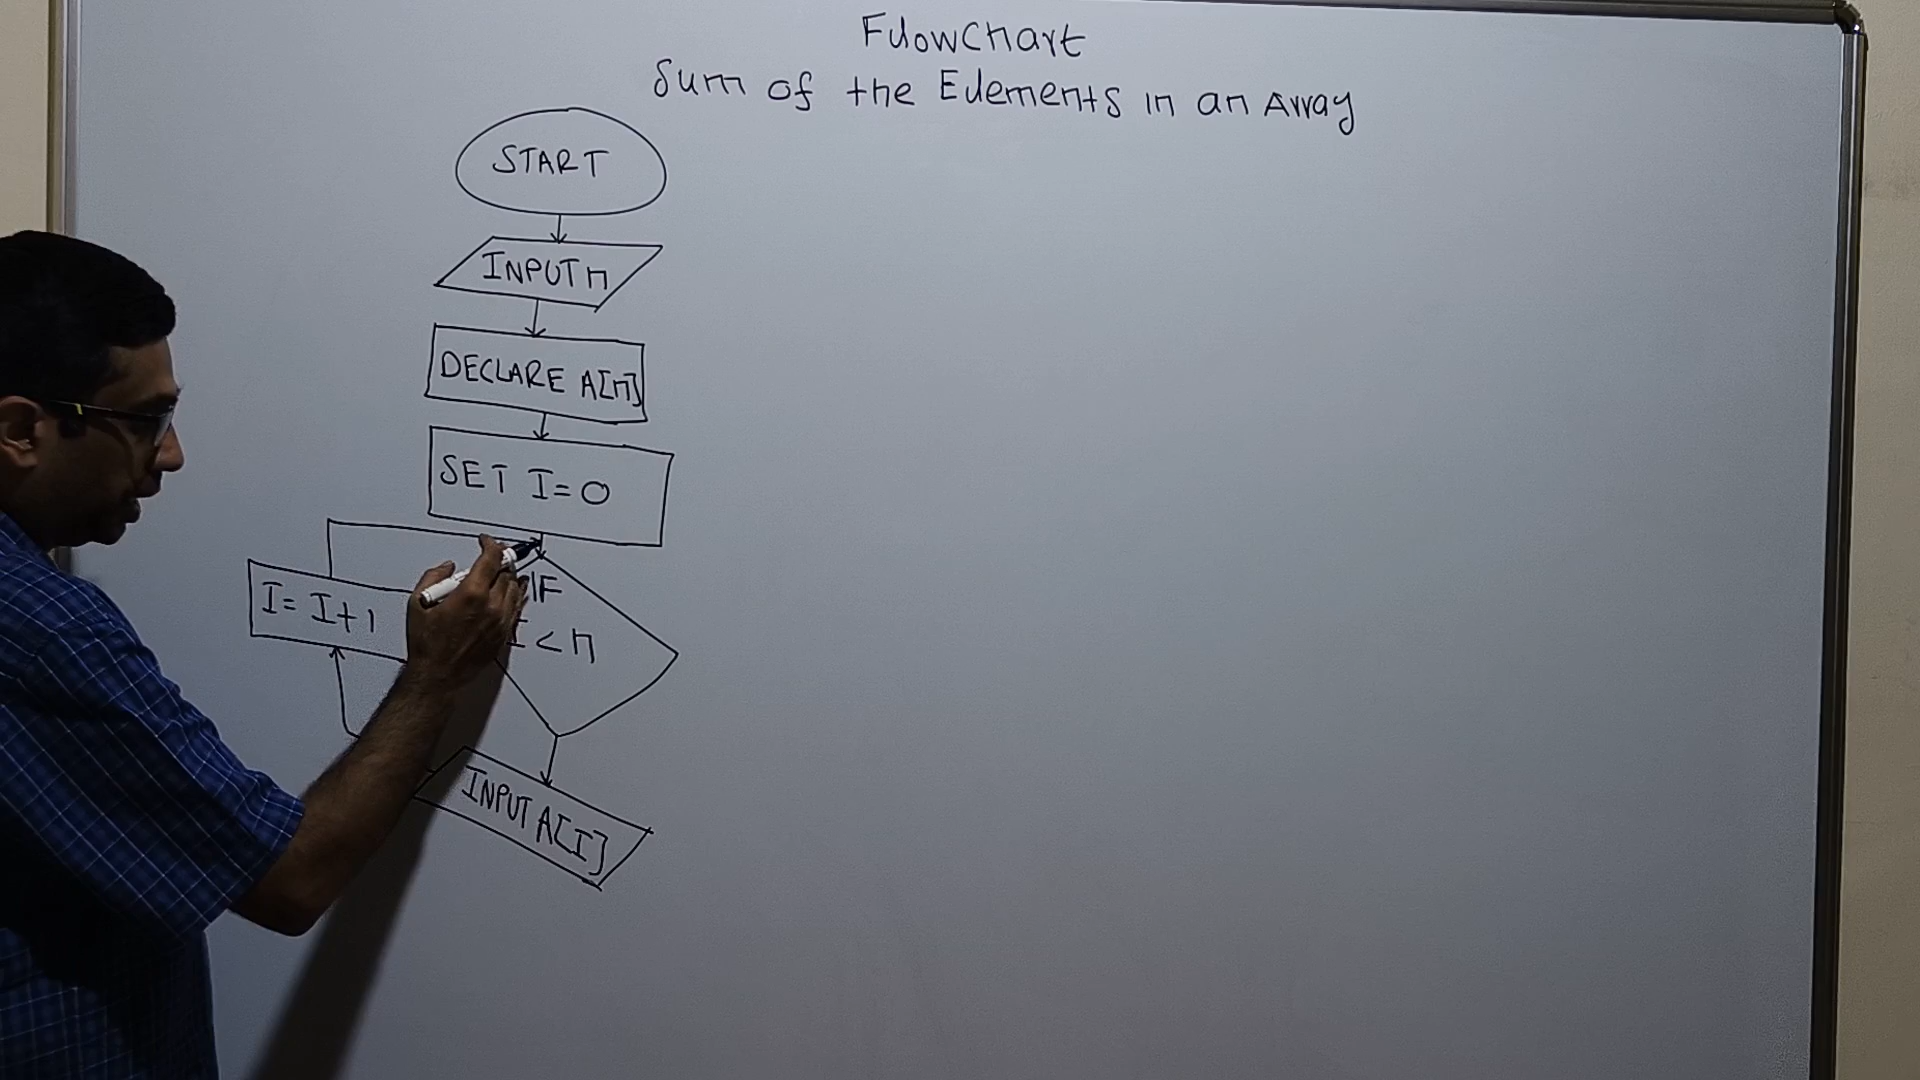 FlowChart
Sum of the Elements in an Array
START
INPUT n
DECLARE A[n]
SET I=0
IF
I<n
I=I+1
INPUT A[I]